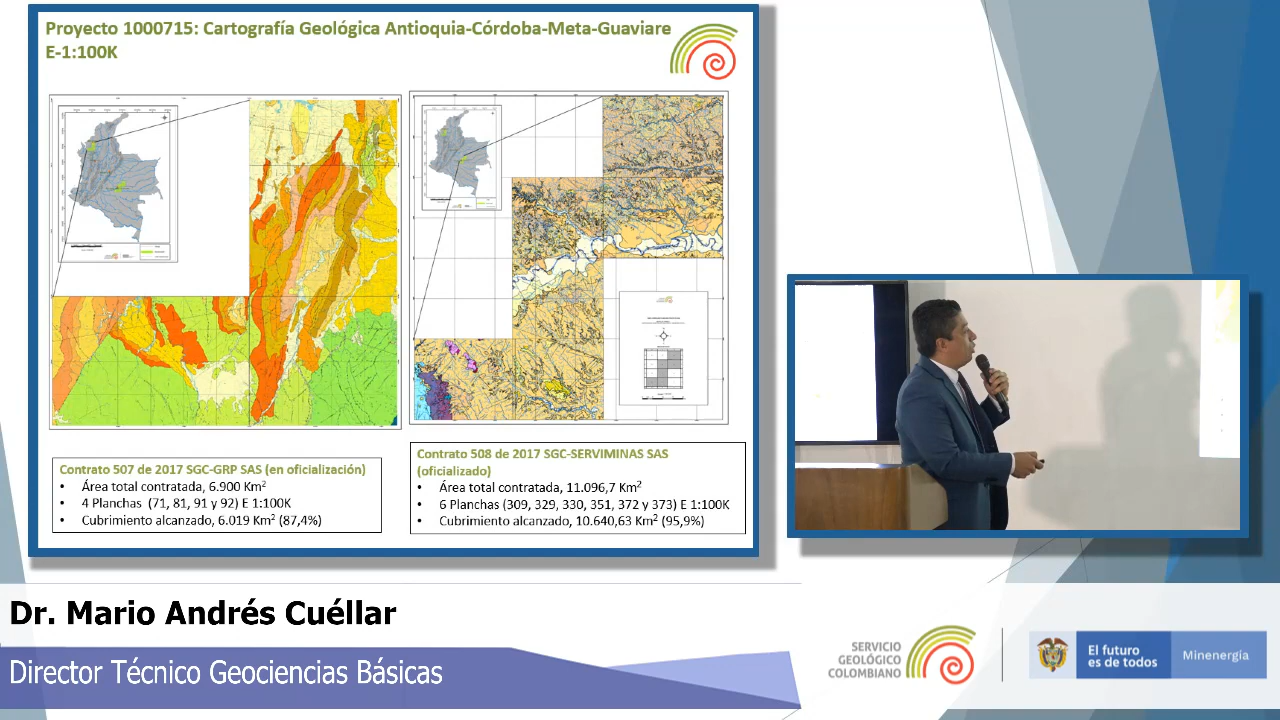 Proyecto 1000715: Cartografía Geológica Antioquia-Córdoba-Meta-Guaviare
E-1:100K
Contrato 507 de 2017 SGC-GRP SAS (en oficialización)
• Área total contratada, 6.900 Km²
• 4 Planchas (71, 81, 91 y 92) E 1:100K
• Cubrimiento alcanzado, 6.019 Km² (87,4%)
Contrato 508 de 2017 SGC-SERVIMINAS SAS
(oficializado)
• Área total contratada, 11.096,7 Km²
• 6 Planchas (309, 329, 330, 351, 372 y 373) E 1:100K
• Cubrimiento alcanzado, 10.640,63 Km² (95,9%)
Dr. Mario Andrés Cuéllar
Director Técnico Geociencias Básicas
SERVICIO
GEOLÓGICO
COLOMBIANO
El futuro
es de todos
Minenergía